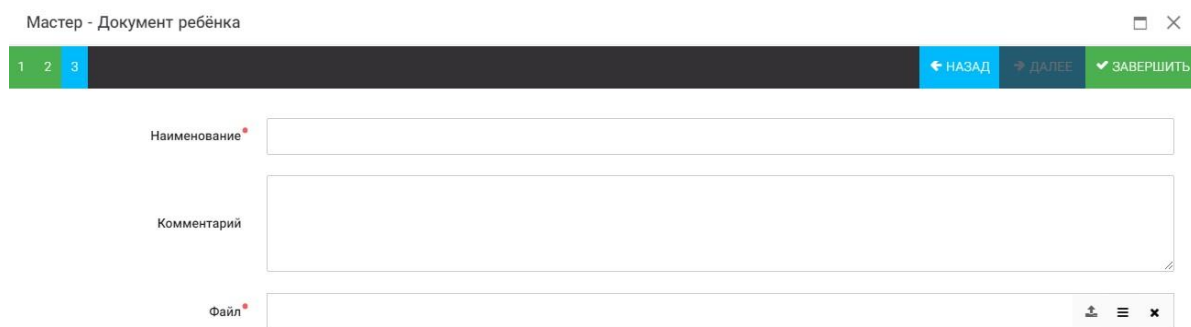 Мастер - Документ ребёнка
1 2 3 НАЗАД ДАЛЕЕ ЗАВЕРШИТЬ
Наименование
Комментарий
Файл